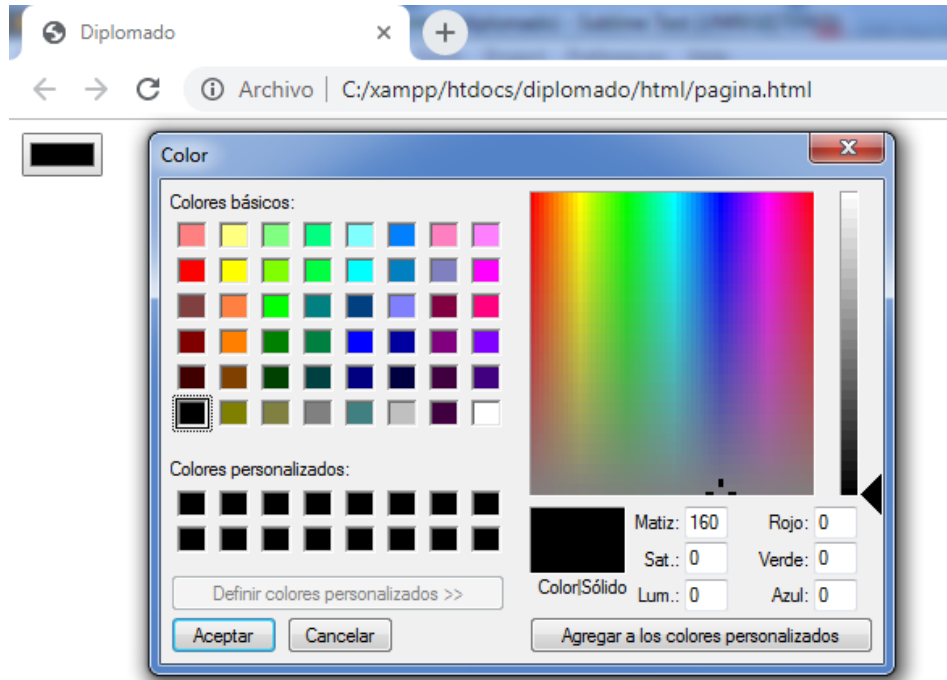 Diplomado
Archivo | C:/xampp/htdocs/diplomado/html/pagina.html
Color
Colores básicos:
Colores personalizados:
Definir colores personalizados >>
Aceptar Cancelar
Color|Sólido
Matiz: 160 Rojo: 0
Sat.: 0 Verde: 0
Lum.: 0 Azul: 0
Agregar a los colores personalizados